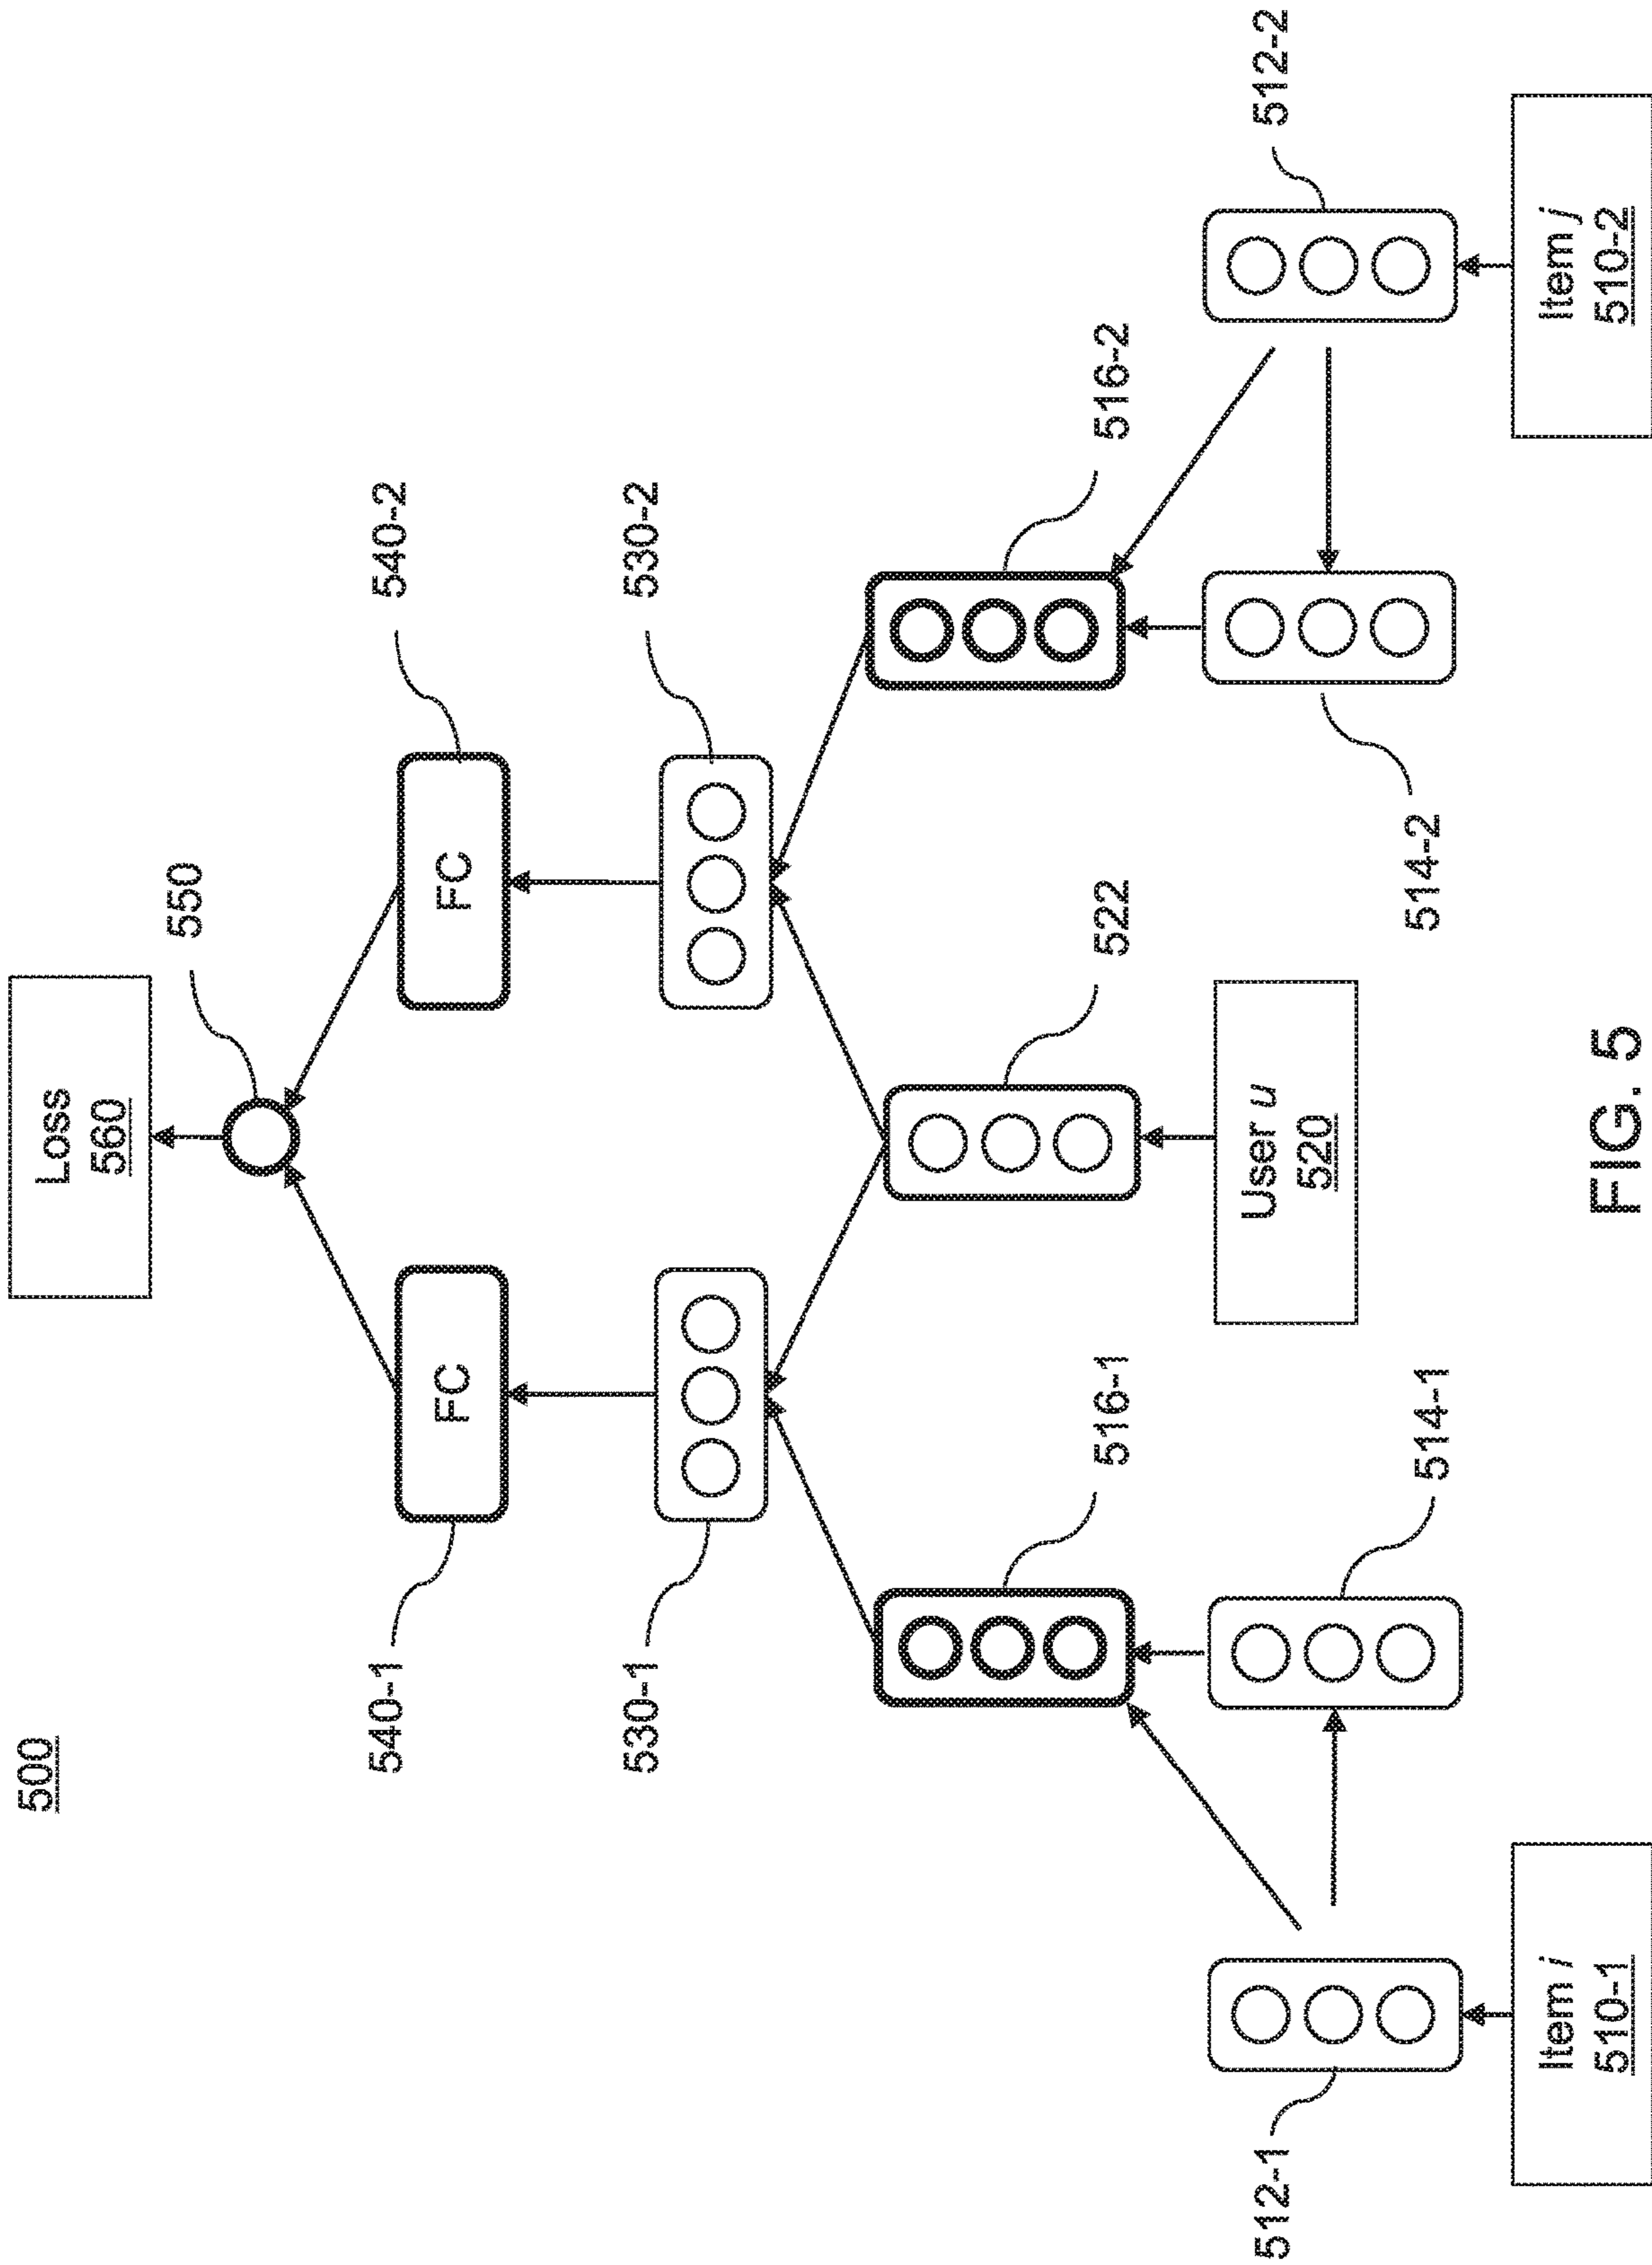 500
Loss
560
550
540-1
FC
FC
540-2
530-1
530-2
516-1
522
516-2
512-1
514-1
User u
520
514-2
512-2
Item i
510-1
Item j
510-2
FIG. 5